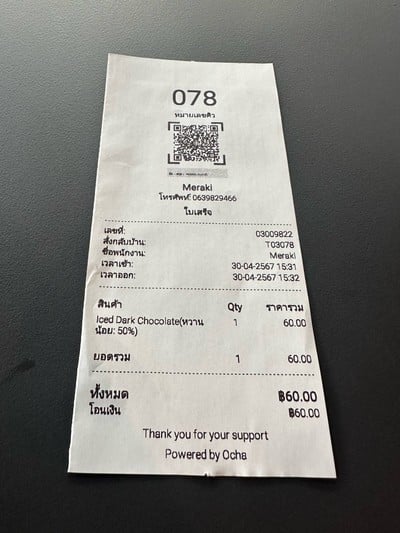 078
หมายเลขคิว
Meraki
โทรศัพท์: 0639829466
ใบเสร็จ
เลขที่: 03009822
สั่งกลับบ้าน: T03078
ชื่อพนักงาน: Meraki
เวลาเข้า: 30-04-2567 15:31
เวลาออก: 30-04-2567 15:32
สินค้า Qty ราคารวม
Iced Dark Chocolate(หวาน 1 60.00
น้อย: 50%)
ยอดรวม 1 60.00
ทั้งหมด ฿60.00
โอนเงิน ฿60.00
Thank you for your support
Powered by Ocha